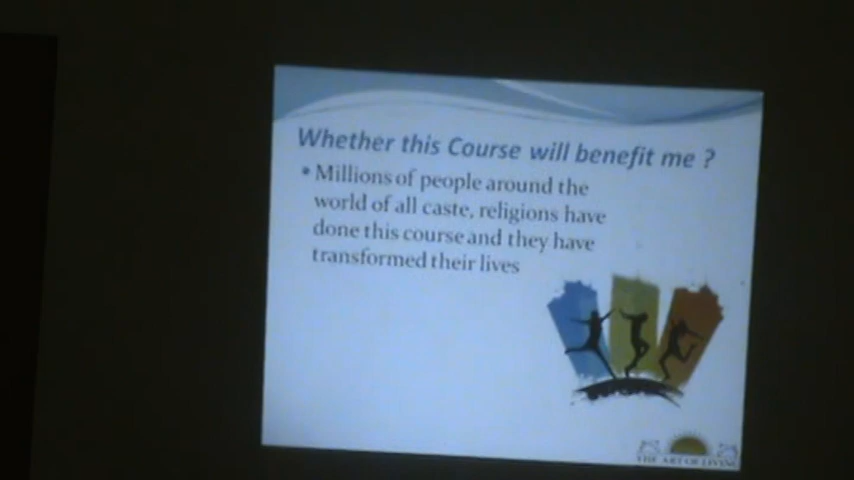 Whether this Course will benefit me ?
• Millions of people around the
world of all caste, religions have
done this course and they have
transformed their lives
THE ART OF LIVING